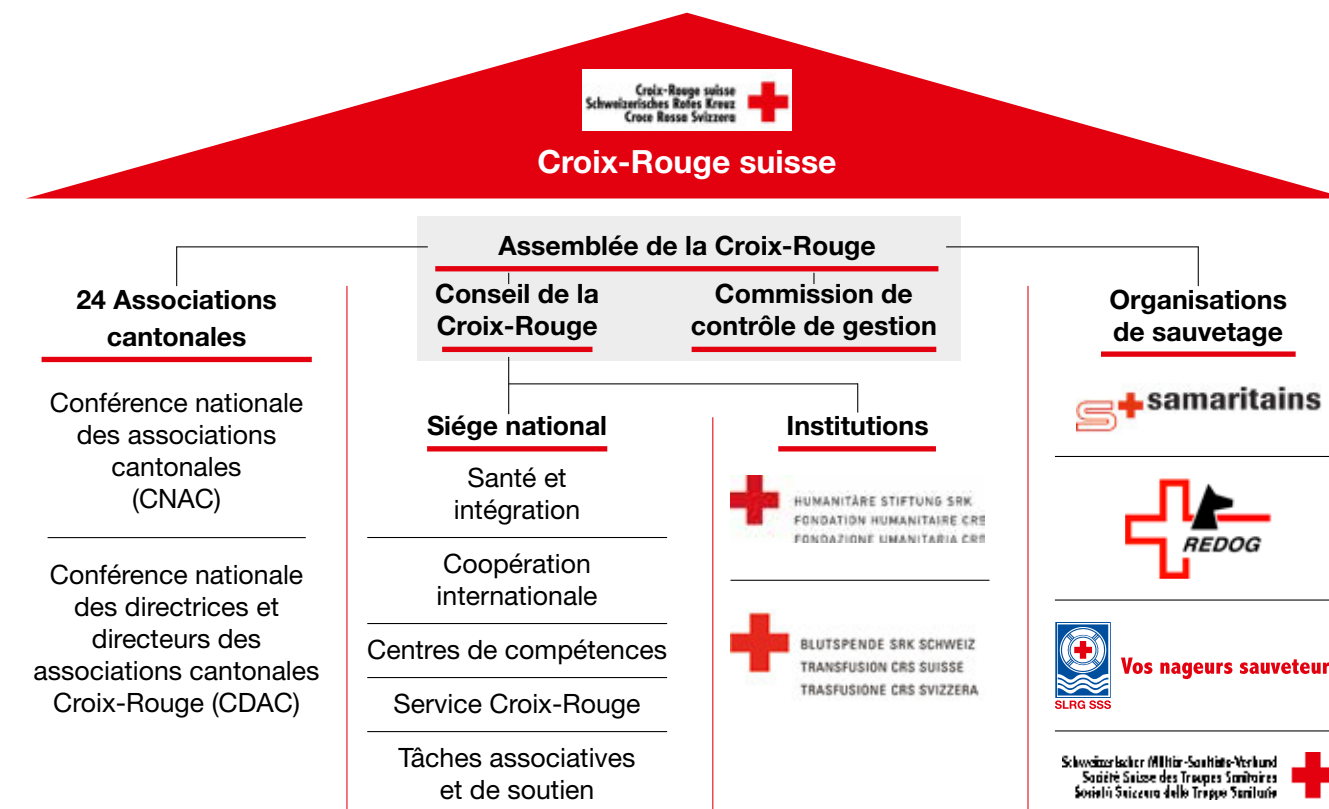 Croix-Rouge suisse
Schweizerisches Rotes Kreuz
Croce Rossa Svizzera
Croix-Rouge suisse
Assemblée de la Croix-Rouge
Conseil de la
Croix-Rouge
Commission de
contrôle de gestion
24 Associations
cantonales
Conférence nationale
des associations
cantonales
(CNAC)
Conférence nationale
des directrices et
directeurs des
associations cantonales
Croix-Rouge (CDAC)
Siége national
Santé et
intégration
Coopération
internationale
Centres de compétences
Service Croix-Rouge
Tâches associatives
et de soutien
Institutions
HUMANITÄRE STIFTUNG SRK
FONDATION HUMANITAIRE CRS
FONDAZIONE UMANITARIA CRS
BLUTSPENDE SRK SCHWEIZ
TRANSFUSION CRS SUISSE
TRASFUSIONE CRS SVIZZERA
Organisations
de sauvetage
samaritains
REDOG
Vos nageurs sauveteur
SLRG SSS
Schweizerischer Militär-Sanitäts-Verband
Société Suisse des Troupes Sanitaires
Società Svizzera delle Truppe Sanitarie